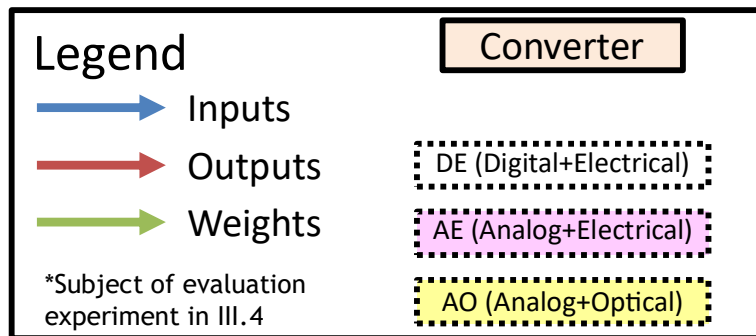 Legend
Converter
Inputs
Outputs
Weights
DE (Digital+Electrical)
AE (Analog+Electrical)
AO (Analog+Optical)
*Subject of evaluation
experiment in III.4